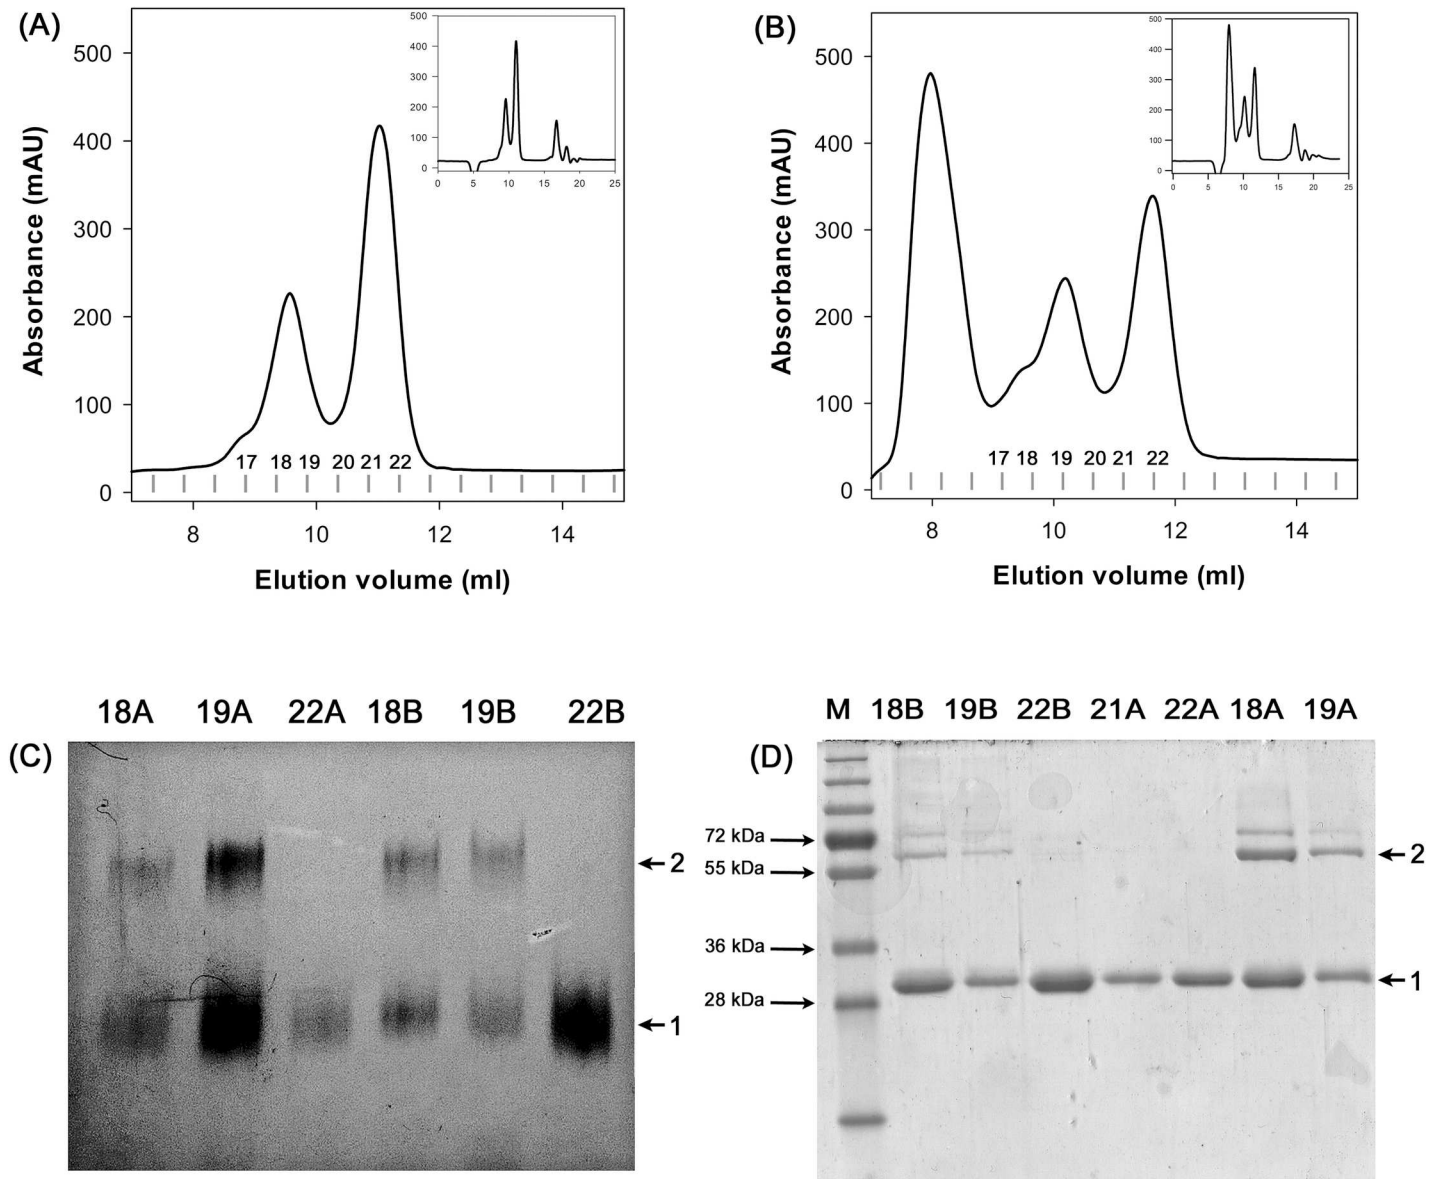 (A)
Absorbance (mAU)
500
400
300
200
100
0
17 18 19 20 21 22
8 10 12 14
Elution volume (ml)
500
400
300
200
100
0
0 5 10 15 20 25
(B)
Absorbance (mAU)
500
400
300
200
100
0
17 18 19 20 21 22
8 10 12 14
Elution volume (ml)
500
400
300
200
100
0
0 5 10 15 20 25
(C)
18A 19A 22A 18B 19B 22B
2
1
(D)
M 18B 19B 22B 21A 22A 18A 19A
72 kDa
55 kDa
36 kDa
28 kDa
2
1